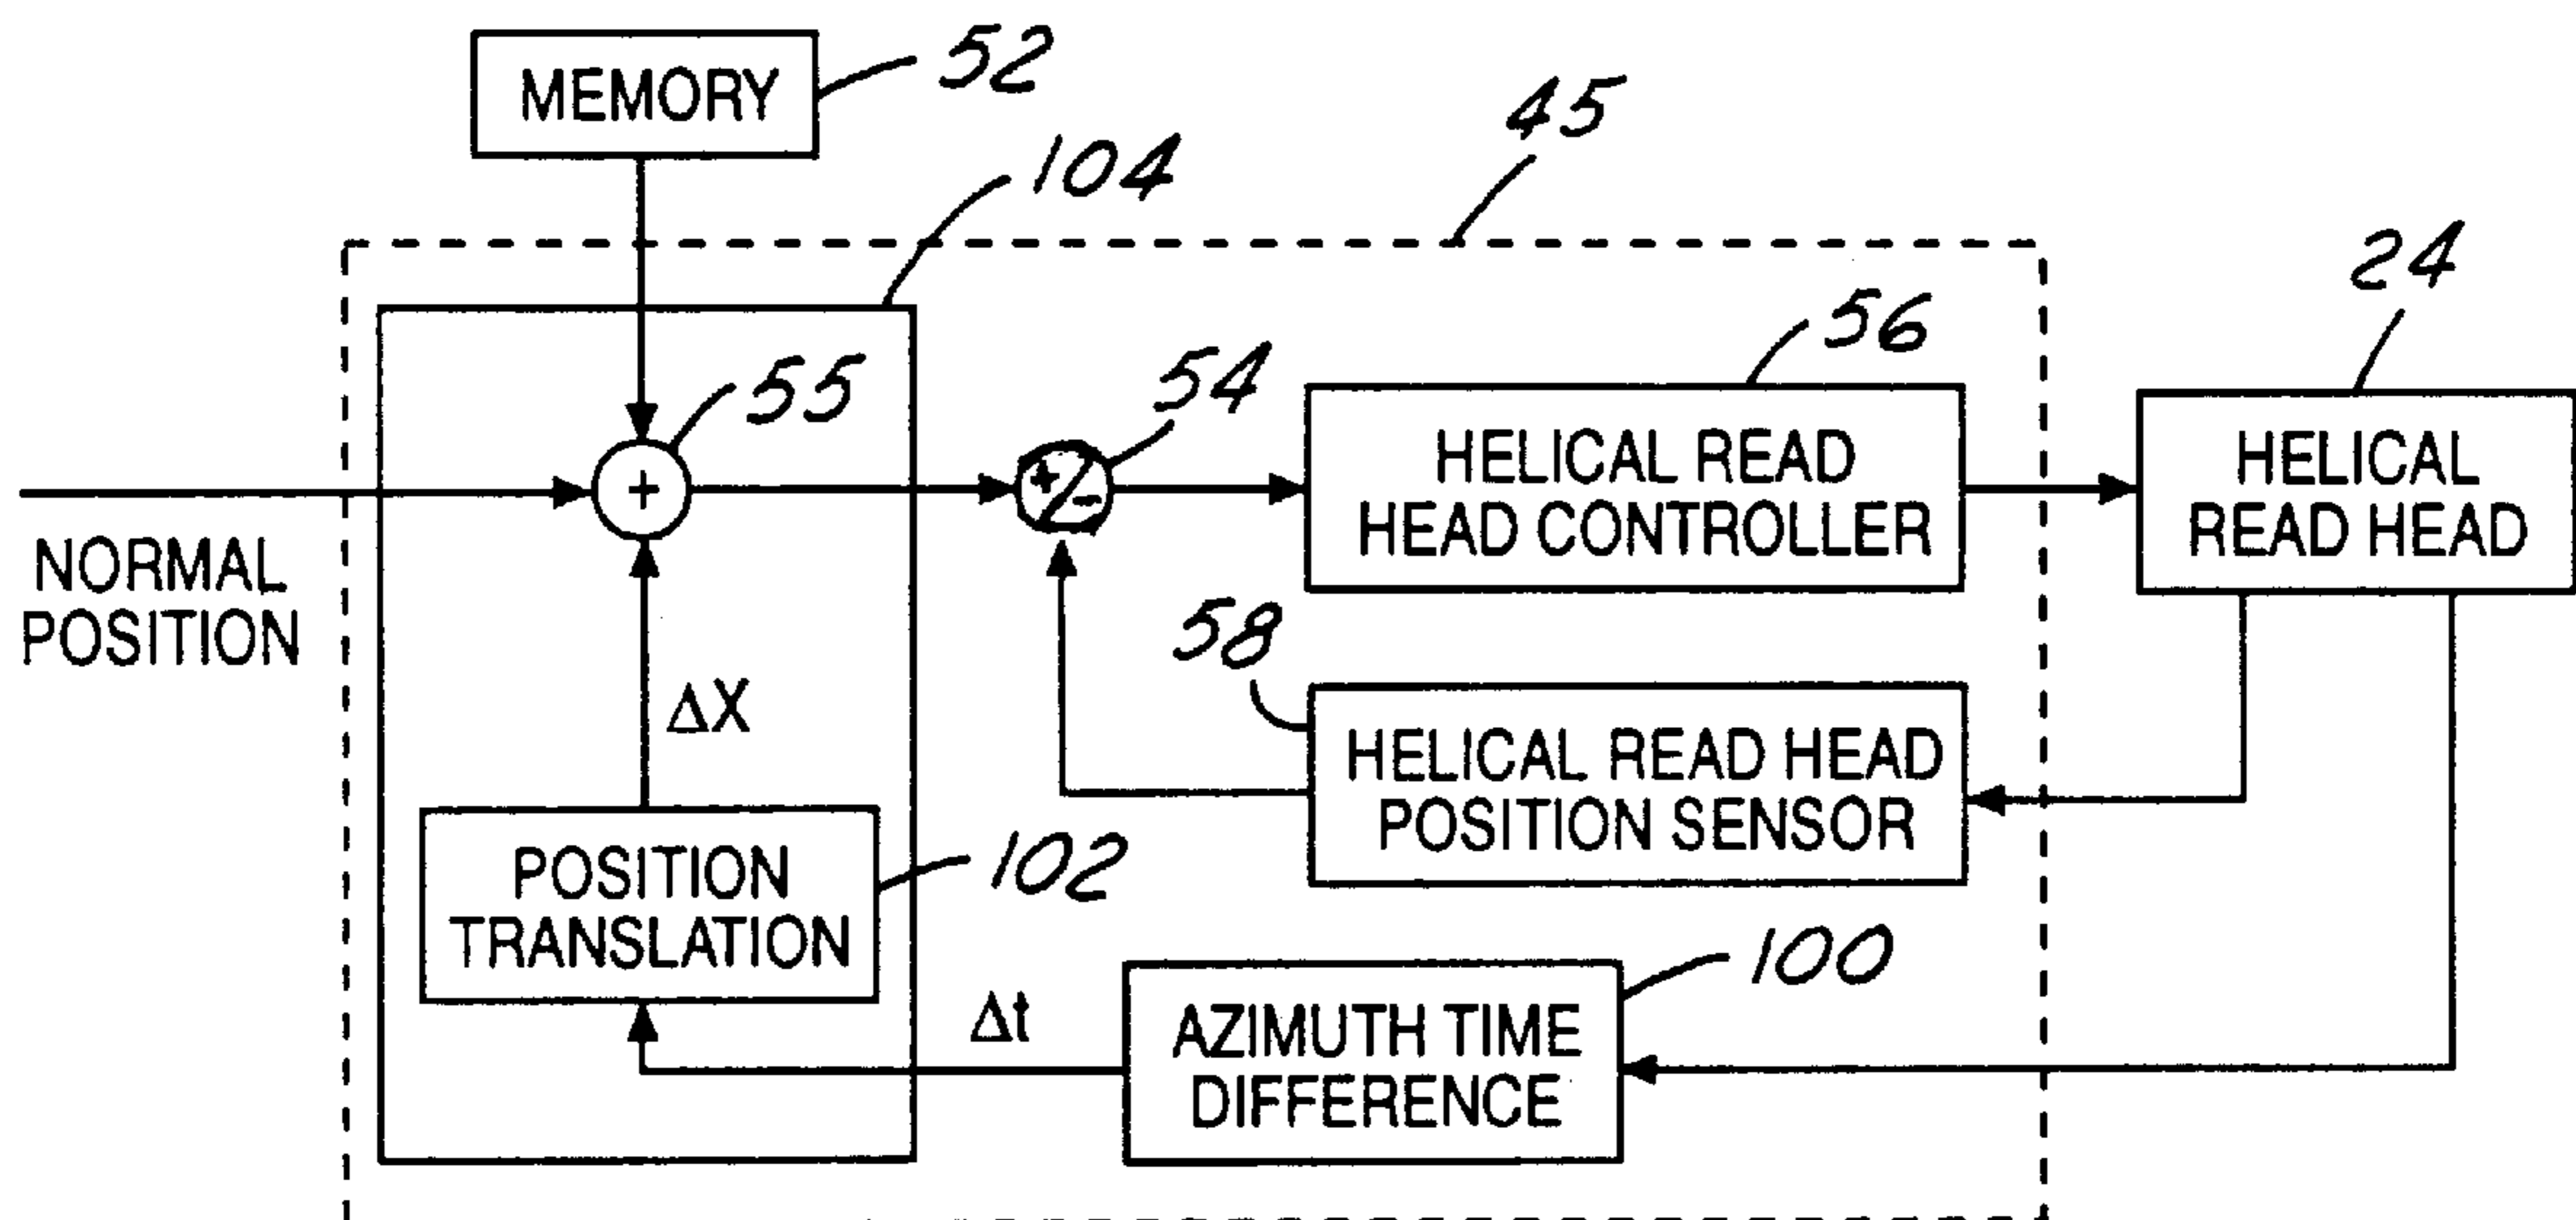 MEMORY
52
104
45
24
56
55
54
+
+
-
HELICAL READ
HEAD CONTROLLER
HELICAL
READ HEAD
NORMAL
POSITION
58
ΔX
HELICAL READ HEAD
POSITION SENSOR
POSITION
TRANSLATION
102
100
Δt
AZIMUTH TIME
DIFFERENCE